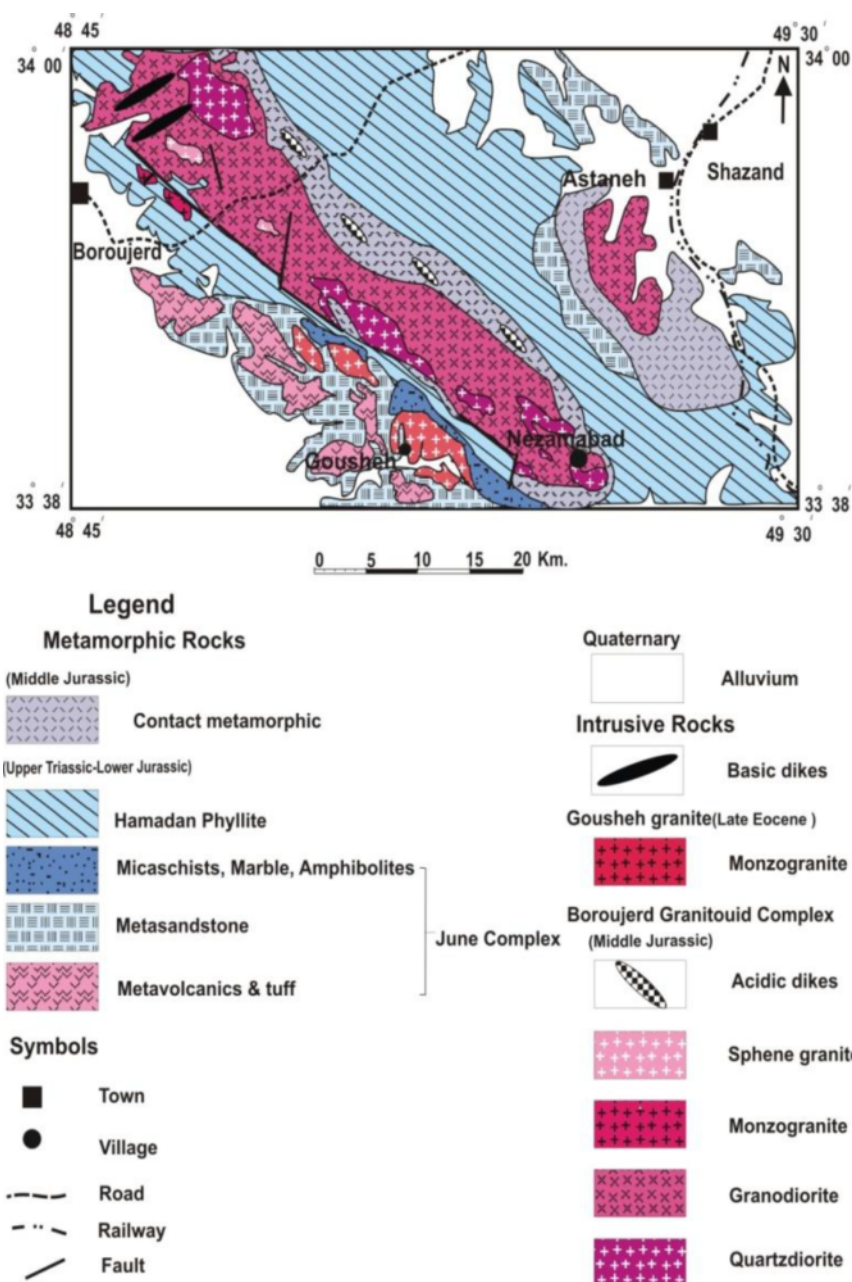 48 45
49 30
34 00
34 00
N
Astaneh
Shazand
Boroujerd
Gousheh
Nezamabad
33 38
33 38
48 45
49 30
0 5 10 15 20 Km.
Legend
Metamorphic Rocks
(Middle Jurassic)
Contact metamorphic
(Upper Triassic-Lower Jurassic)
Hamadan Phyllite
Micaschists, Marble, Amphibolites
Metasandstone
June Complex
Metavolcanics & tuff
Symbols
Town
Village
Road
Railway
Fault
Quaternary
Alluvium
Intrusive Rocks
Basic dikes
Gousheh granite(Late Eocene )
Monzogranite
Boroujerd Granitouid Complex
(Middle Jurassic)
Acidic dikes
Sphene granite
Monzogranite
Granodiorite
Quartzdiorite